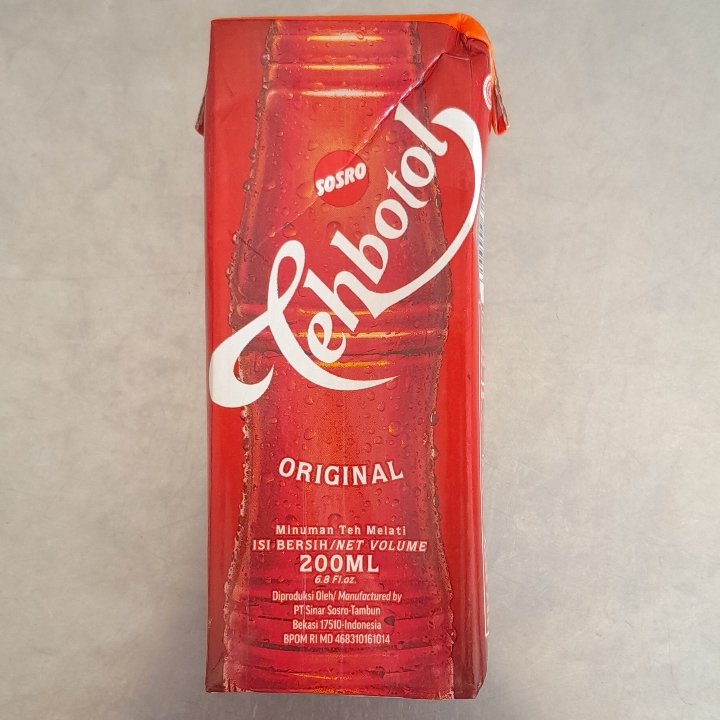 SOSRO
Tehbotol
ORIGINAL
Minuman Teh Melati
ISI BERSIH/NET VOLUME
200ML
6.8 Fl.oz.
Diproduksi Oleh/ Manufactured by
PT Sinar Sosro-Tambun
Bekasi 17510-Indonesia
BPOM RI MD 468310161014